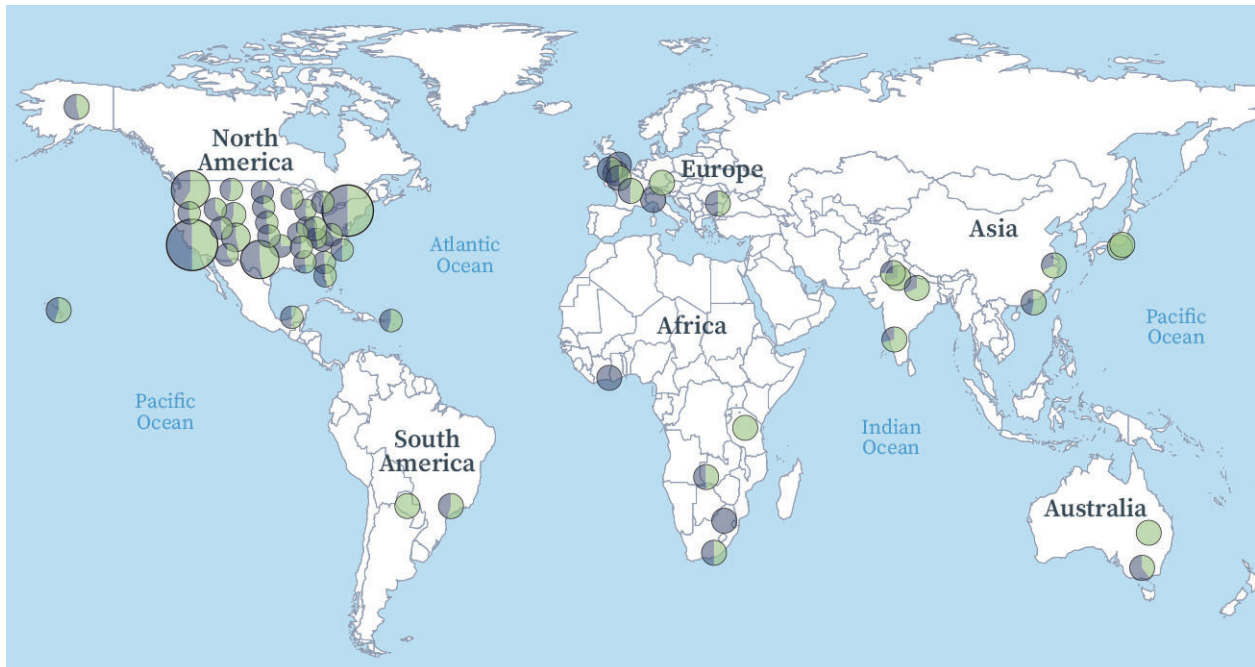 North
America
Europe
Asia
Atlantic
Ocean
Africa
Pacific
Ocean
Pacific
Ocean
Indian
Ocean
South
America
Australia